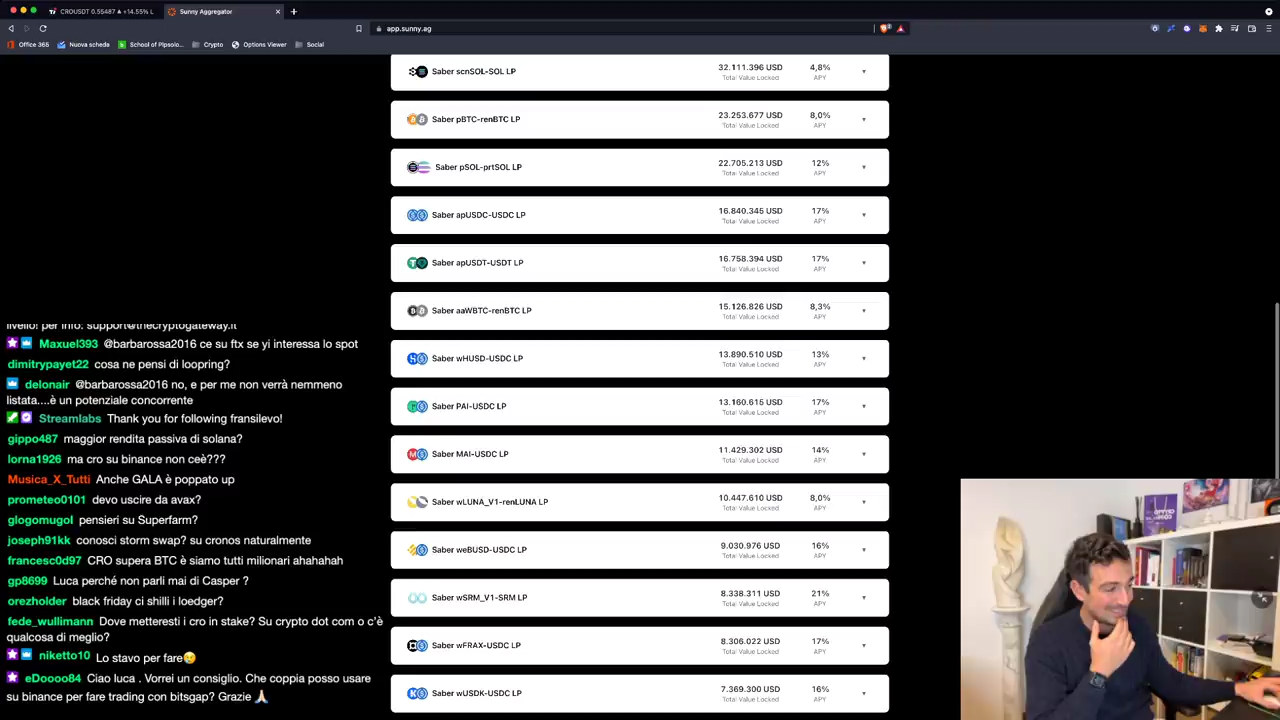 CROUSDT 0.55487 ▲+14.55% L
Sunny Aggregator
app.sunny.ag
Office 365
Nuova scheda
Crypto
Options Viewer
Social
Saber scnSOL-SOL LP
32.111.396 USD
Total Value Locked
4,8%
APY
Saber pBTC-renBTC LP
23.253.677 USD
Total Value Locked
8,0%
APY
Saber pSOL-prtSOL LP
22.705.213 USD
Total Value Locked
12%
APY
Saber apUSDC-USDC LP
16.840.345 USD
Total Value Locked
17%
APY
Saber apUSDT-USDT LP
16.758.394 USD
Total Value Locked
17%
APY
Saber aaWBTC-renBTC LP
15.126.826 USD
Total Value Locked
8,3%
APY
Saber wHUSD-USDC LP
13.890.510 USD
Total Value Locked
13%
APY
Saber PAI-USDC LP
13.160.615 USD
Total Value Locked
17%
APY
Saber MAI-USDC LP
11.429.302 USD
Total Value Locked
14%
APY
Saber wLUNA_V1-renLUNA LP
10.447.610 USD
Total Value Locked
8,0%
APY
Saber weBUSD-USDC LP
9.030.976 USD
Total Value Locked
16%
APY
Saber wSRM_V1-SRM LP
8.338.311 USD
Total Value Locked
21%
APY
Saber wFRAX-USDC LP
8.306.022 USD
Total Value Locked
17%
APY
Saber wUSDK-USDC LP
7.369.300 USD
Total Value Locked
16%
APY
livello! per info: support@thecryptogateway.it
Maxuel393 @barbarossa2016 ce su ftx se yi interessa lo spot
dimitrypayet22 cosa ne pensi di loopring?
delonair @barbarossa2016 no, e per me non verrà nemmeno
listata....è un potenziale concorrente
Streamlabs Thank you for following fransilevo!
gippo487 maggior rendita passiva di solana?
lorna1926 ro cro su binance non ceè???
Musica_X_Tutti Anche GALA è poppato up
prometeo0101 devo uscire da avax?
glogomugol pensieri su Superfarm?
joseph91kk conosci storm swap? su cronos naturalmente
francesc0d97 CRO supera BTC è siamo tutti milionari ahahahah
gp8699 Luca perché non parli mai di Casper ?
orezholder black friday ci shilli i loedger?
fede_wullimann Dove metteresti i cro in stake? Su crypto dot com o c'è
qualcosa di meglio?
niketto10 Lo stavo per fare😢
eDoooo84 Ciao luca . Vorrei un consiglio. Che coppia posso usare
su binance per fare trading con bitsgap? Grazie 🙏🏻